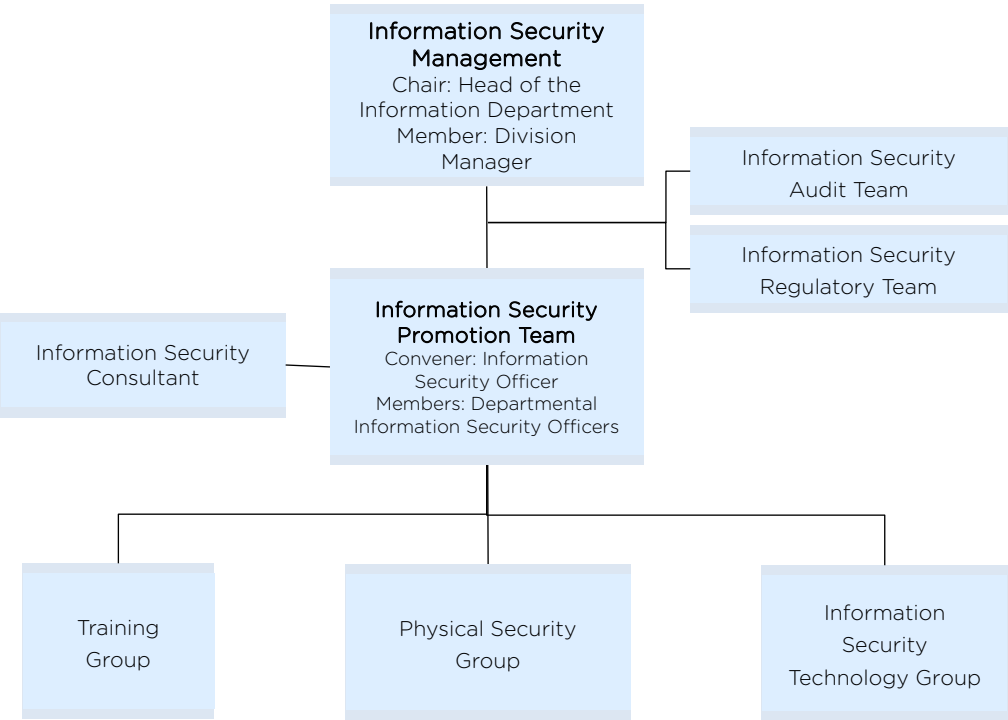 Information Security
Management
Chair: Head of the
Information Department
Member: Division
Manager
Information Security
Audit Team
Information Security
Regulatory Team
Information Security
Promotion Team
Convener: Information
Security Officer
Members: Departmental
Information Security Officers
Information Security
Consultant
Training
Group
Physical Security
Group
Information
Security
Technology Group